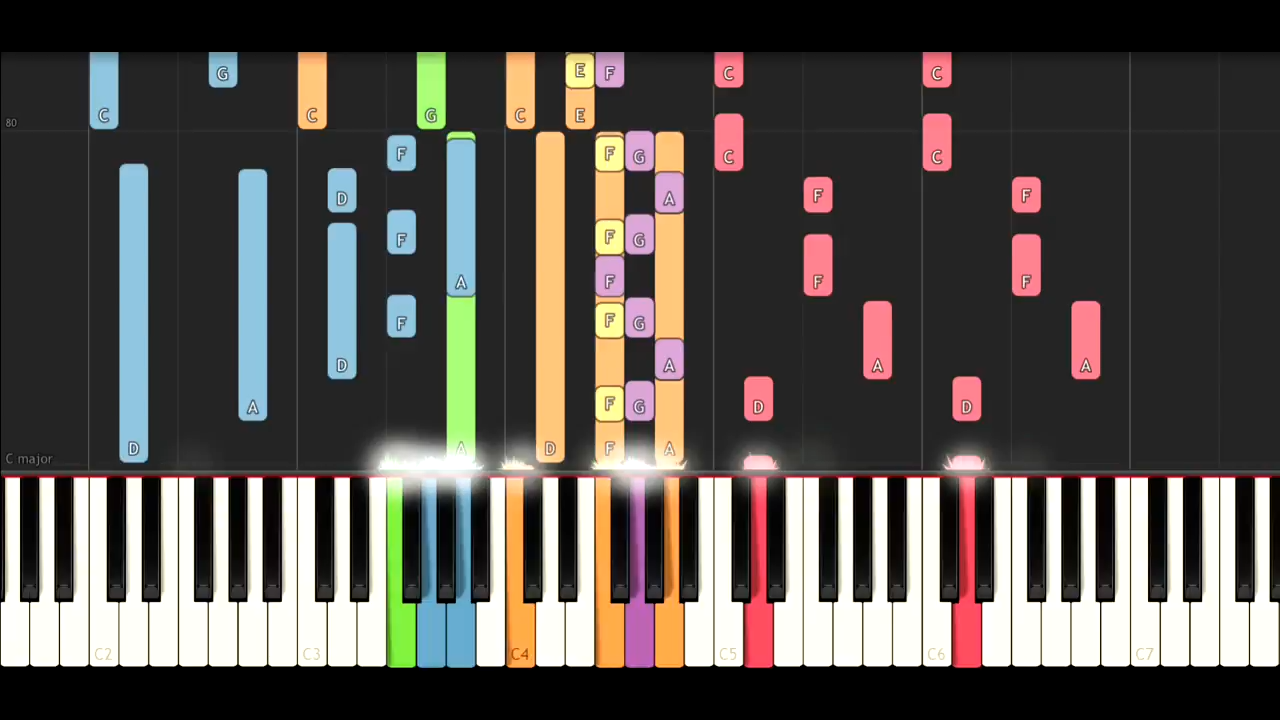 G E F C C
80 C C G C E
F F G C C
D A F F
F F G
A F F F
F F G
D A A A
A F G D D
C major D A D F A
C2 C3 C4 C5 C6 C7